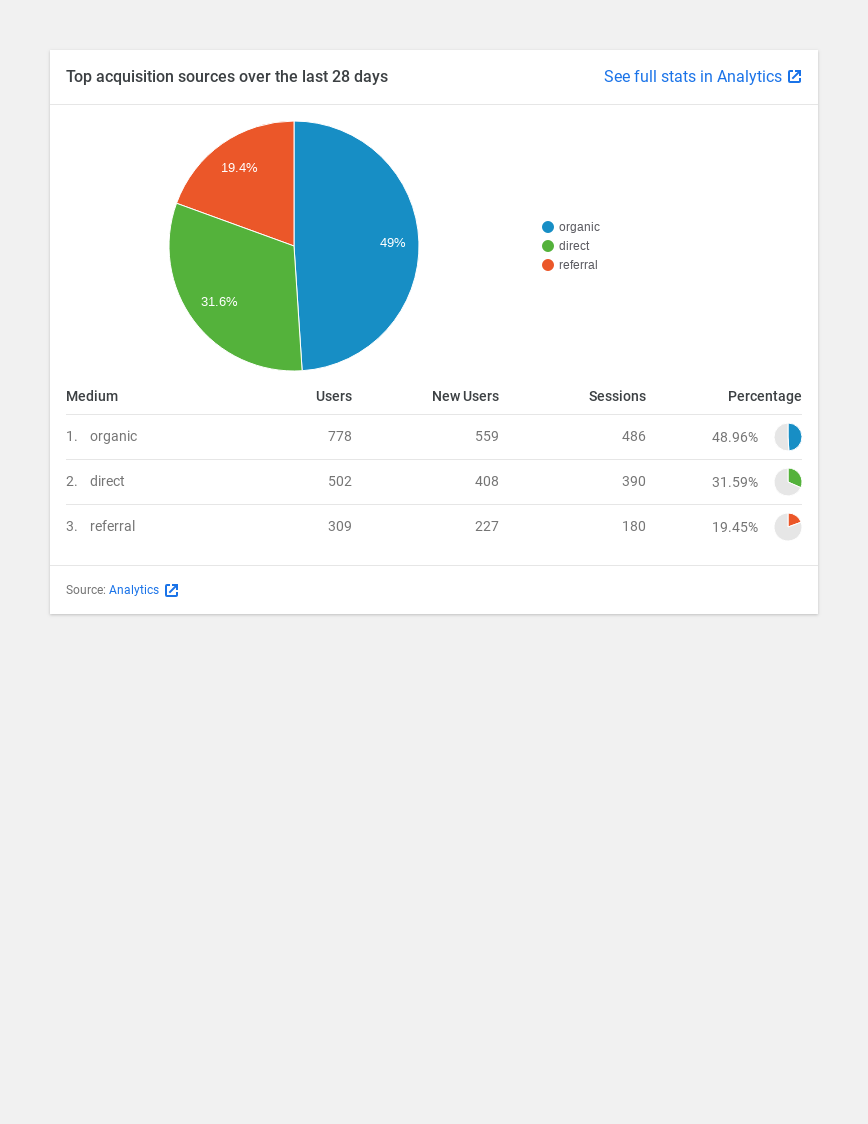 Top acquisition sources over the last 28 days See full stats in Analytics
19.4%
49%
31.6%
organic
direct
referral
Medium Users New Users Sessions Percentage
1. organic 778 559 486 48.96%
2. direct 502 408 390 31.59%
3. referral 309 227 180 19.45%
Source: Analytics